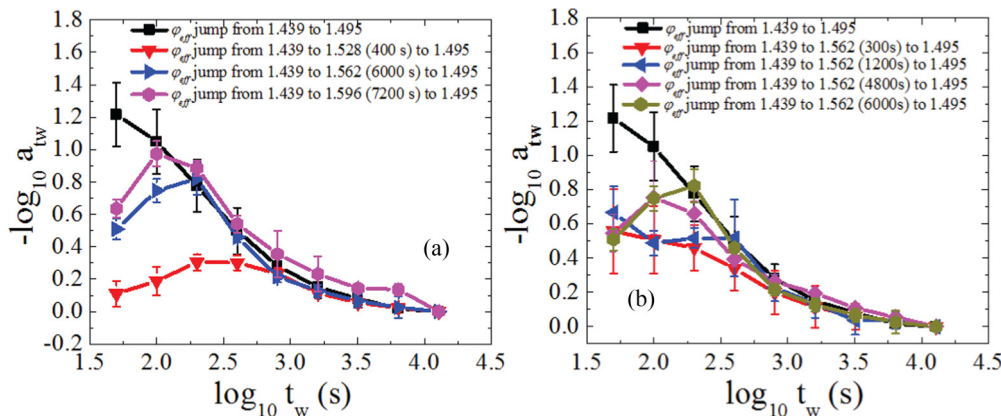 -log10 atw
1.8
1.6
1.4
1.2
1.0
0.8
0.6
0.4
0.2
0.0
-0.2
φeff jump from 1.439 to 1.495
φeff jump from 1.439 to 1.528 (400 s) to 1.495
φeff jump from 1.439 to 1.562 (6000 s) to 1.495
φeff jump from 1.439 to 1.596 (7200 s) to 1.495
(a)
1.5 2.0 2.5 3.0 3.5 4.0 4.5
log10 tw (s)
-log10 atw
1.8
1.6
1.4
1.2
1.0
0.8
0.6
0.4
0.2
0.0
φeff jump from 1.439 to 1.495
φeff jump from 1.439 to 1.562 (300s) to 1.495
φeff jump from 1.439 to 1.562 (1200s) to 1.495
φeff jump from 1.439 to 1.562 (4800s) to 1.495
φeff jump from 1.439 to 1.562 (6000s) to 1.495
(b)
1.5 2.0 2.5 3.0 3.5 4.0 4.5
log10 tw (s)